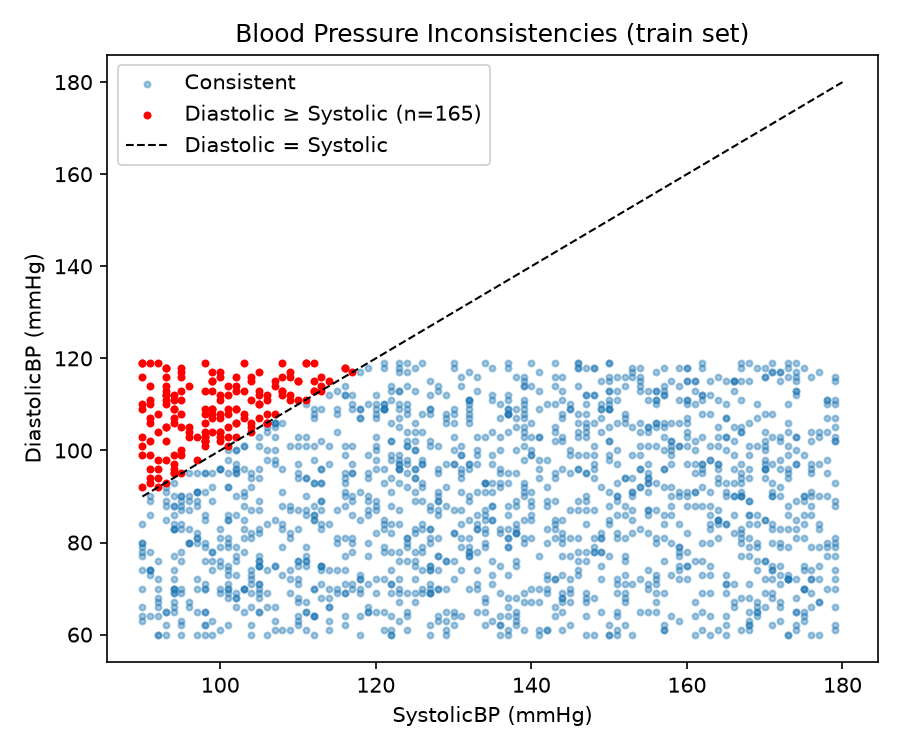 Blood Pressure Inconsistencies (train set)
Consistent
Diastolic ≥ Systolic (n=165)
Diastolic = Systolic
DiastolicBP (mmHg)
180
160
140
120
100
80
60
100 120 140 160 180
SystolicBP (mmHg)